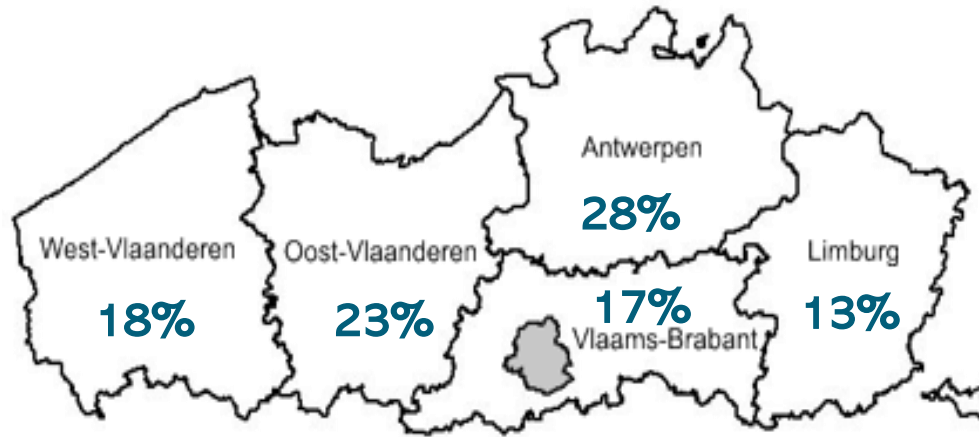 West-Vlaanderen
18%
Oost-Vlaanderen
23%
Antwerpen
28%
17%
Vlaams-Brabant
Limburg
13%